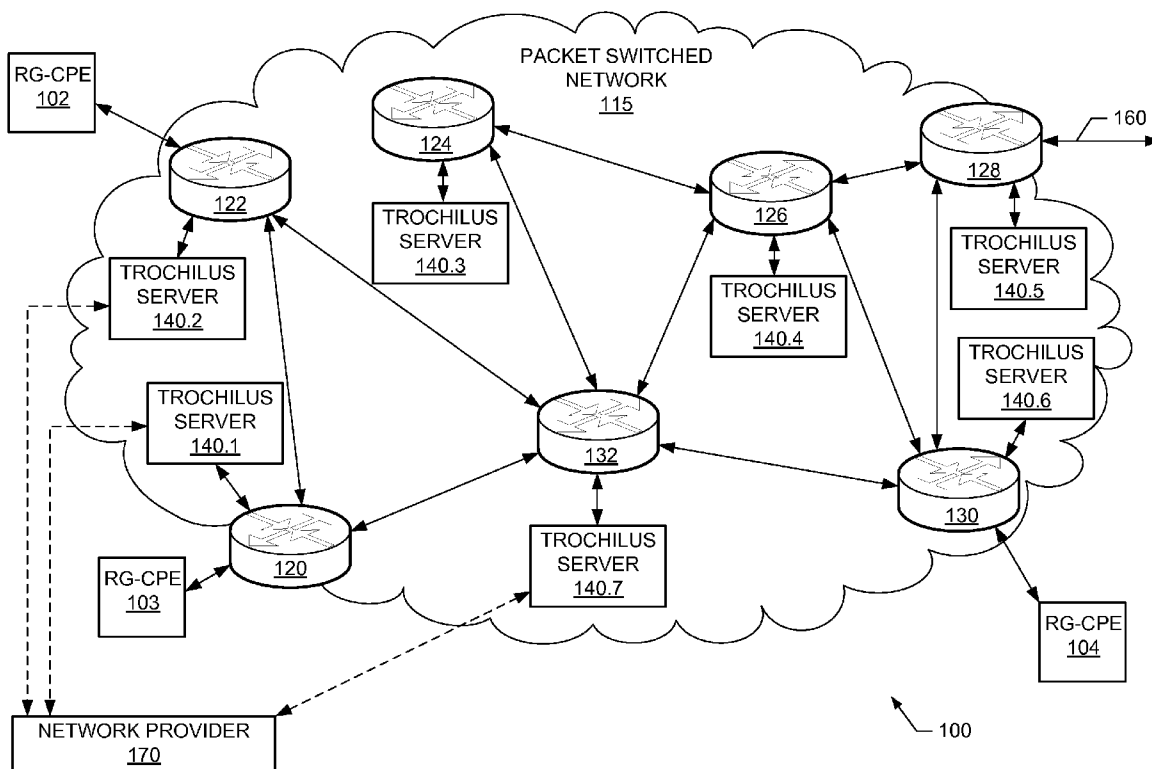 PACKET SWITCHED
NETWORK
115
RG-CPE
102
124
160
128
122
126
TROCHILUS
SERVER
140.3
TROCHILUS
SERVER
140.5
TROCHILUS
SERVER
140.2
TROCHILUS
SERVER
140.4
TROCHILUS
SERVER
140.6
TROCHILUS
SERVER
140.1
132
130
120
TROCHILUS
SERVER
140.7
RG-CPE
103
RG-CPE
104
NETWORK PROVIDER
170
100